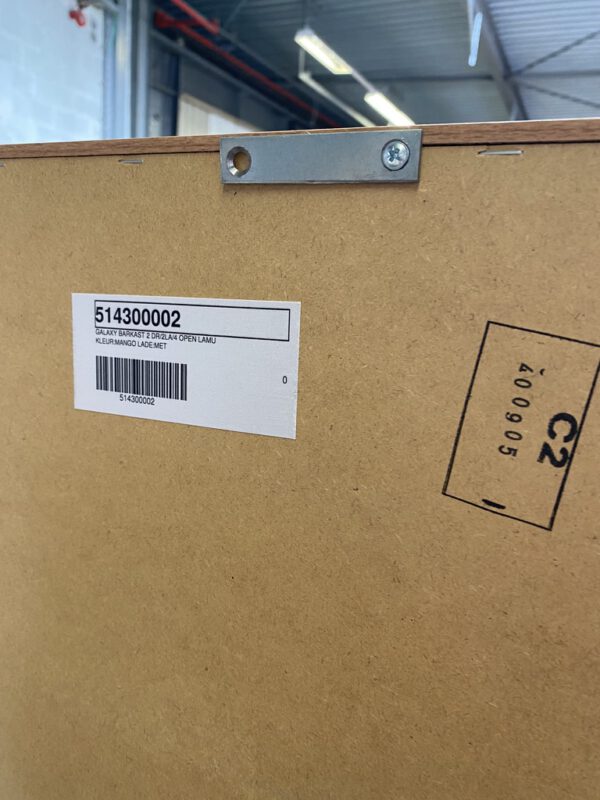 514300002
GALAXY BARKAST 2 DR/2LA/4 OPEN LAMU
KLEUR:MANGO LADE:MET
0
514300002
C2
400905